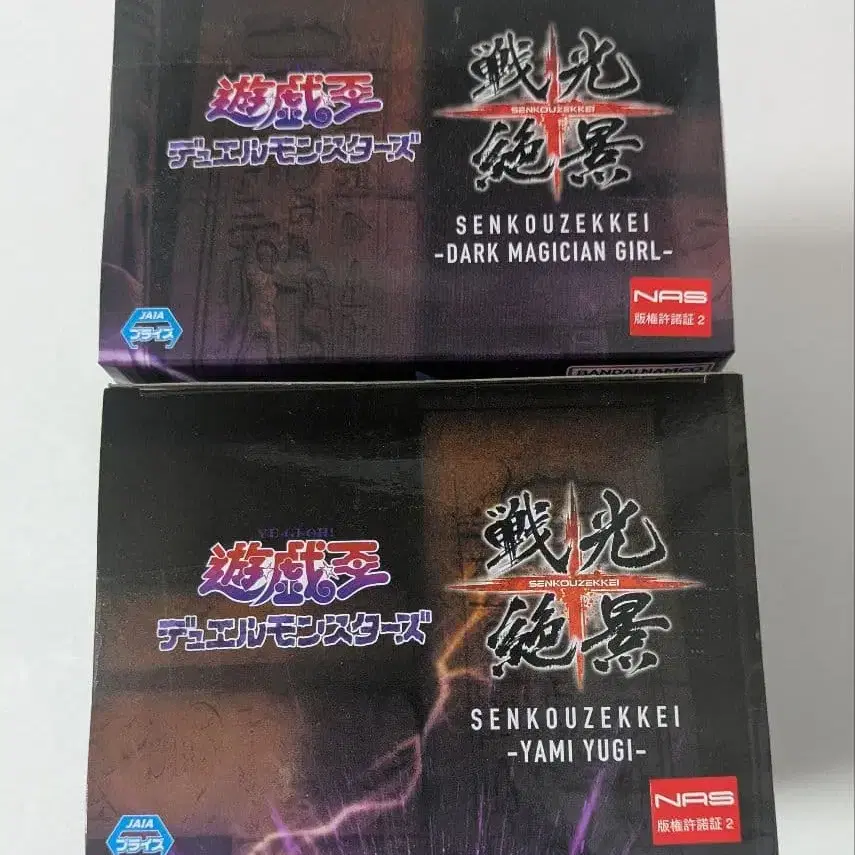 遊戯王
デュエルモンスターズ
戦光
SENKOUZEKKEI
絶景
SENKOUZEKKEI
-DARK MAGICIAN GIRL-
JAIA
プライズ
NAS
版権許諾証2
BANDAI NAMCO
YU-GI-OH!
遊戯王
デュエルモンスターズ
戦光
SENKOUZEKKEI
絶景
SENKOUZEKKEI
-YAMI YUGI-
JAIA
プライズ
NAS
版権許諾証2